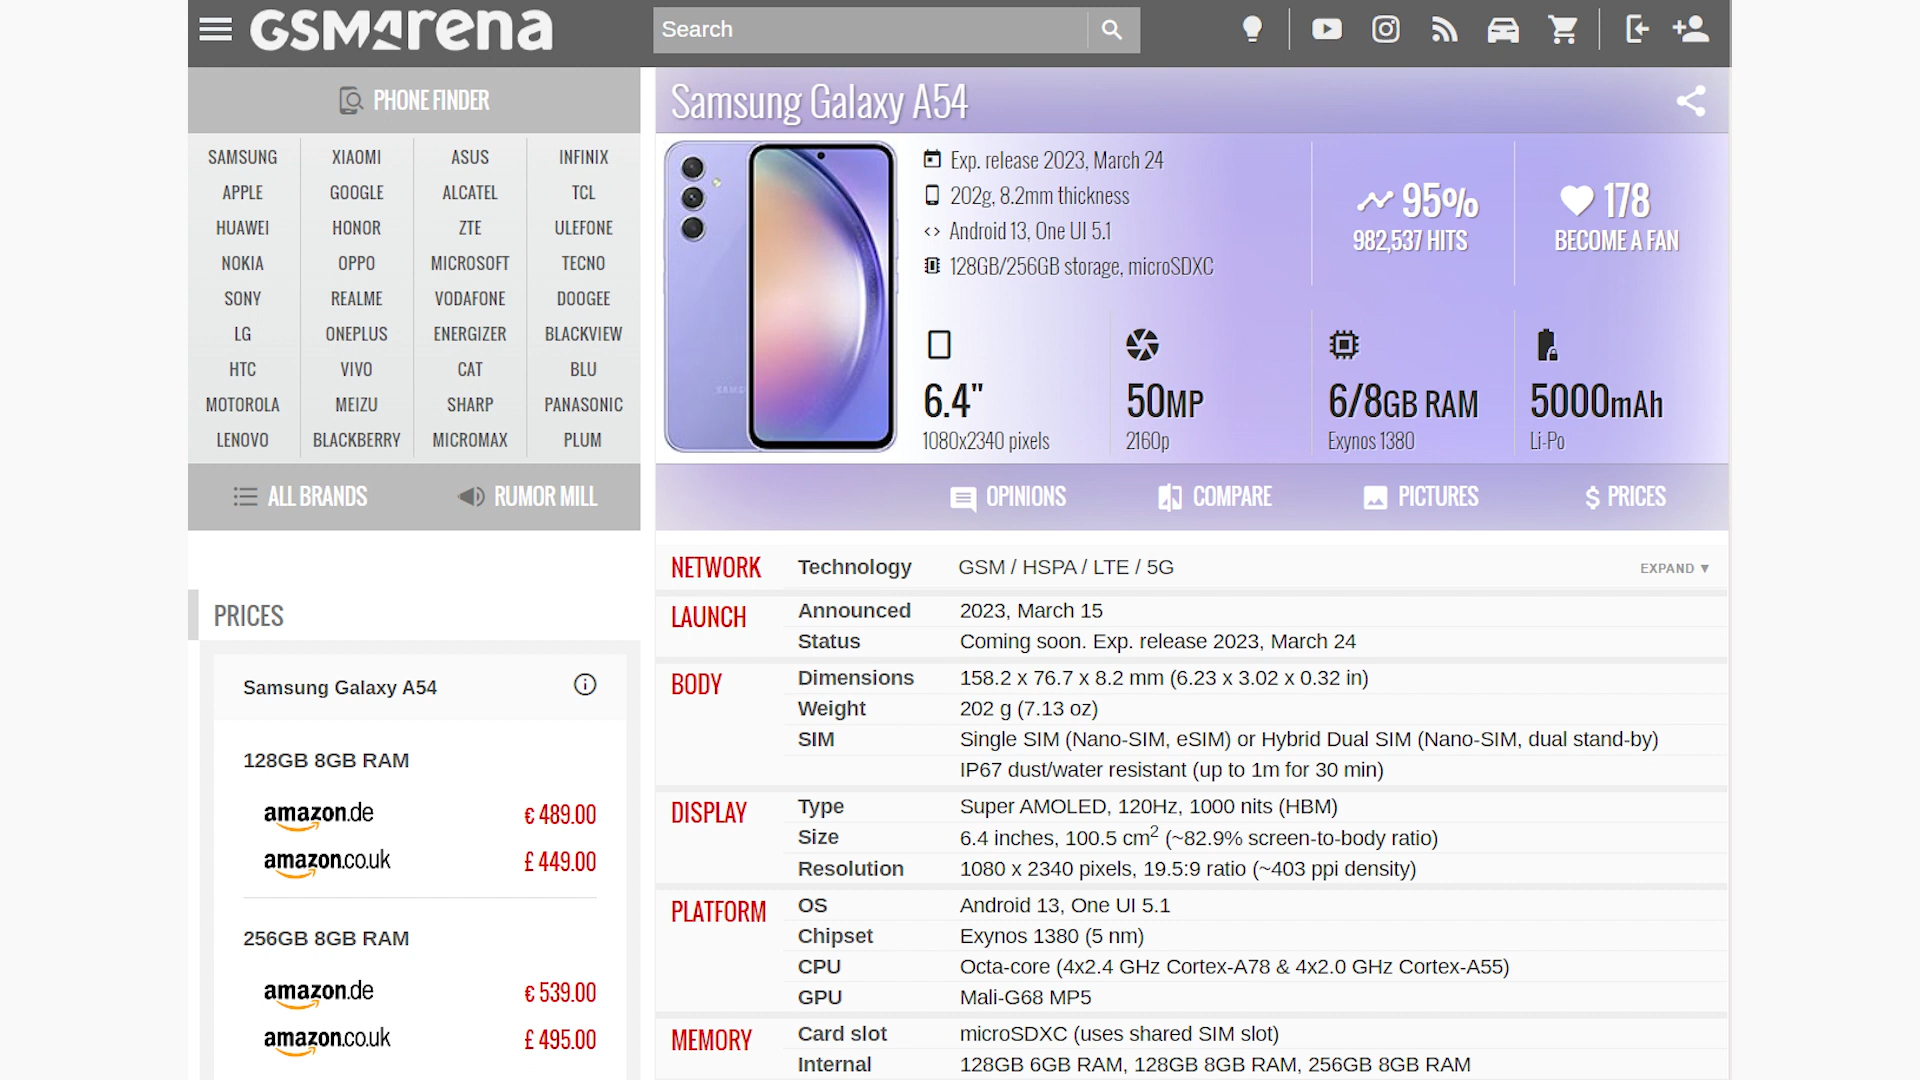 GSMArena
Search
PHONE FINDER
SAMSUNG XIAOMI ASUS INFINIX
APPLE GOOGLE ALCATEL TCL
HUAWEI HONOR ZTE ULEFONE
NOKIA OPPO MICROSOFT TECNO
SONY REALME VODAFONE DOOGEE
LG ONEPLUS ENERGIZER BLACKVIEW
HTC VIVO CAT BLU
MOTOROLA MEIZU SHARP PANASONIC
LENOVO BLACKBERRY MICROMAX PLUM
ALL BRANDS RUMOR MILL
PRICES
Samsung Galaxy A54
128GB 8GB RAM
amazon.de € 489.00
amazon.co.uk £ 449.00
256GB 8GB RAM
amazon.de € 539.00
amazon.co.uk £ 495.00
Samsung Galaxy A54
Exp. release 2023, March 24
202g, 8.2mm thickness
Android 13, One UI 5.1
128GB/256GB storage, microSDXC
95%
982,537 HITS
178
BECOME A FAN
6.4"
1080x2340 pixels
50MP
2160p
6/8GB RAM
Exynos 1380
5000mAh
Li-Po
OPINIONS COMPARE PICTURES $ PRICES
NETWORK Technology GSM / HSPA / LTE / 5G EXPAND ▼
LAUNCH Announced 2023, March 15
Status Coming soon. Exp. release 2023, March 24
BODY Dimensions 158.2 x 76.7 x 8.2 mm (6.23 x 3.02 x 0.32 in)
Weight 202 g (7.13 oz)
SIM Single SIM (Nano-SIM, eSIM) or Hybrid Dual SIM (Nano-SIM, dual stand-by)
IP67 dust/water resistant (up to 1m for 30 min)
DISPLAY Type Super AMOLED, 120Hz, 1000 nits (HBM)
Size 6.4 inches, 100.5 cm² (~82.9% screen-to-body ratio)
Resolution 1080 x 2340 pixels, 19.5:9 ratio (~403 ppi density)
PLATFORM OS Android 13, One UI 5.1
Chipset Exynos 1380 (5 nm)
CPU Octa-core (4x2.4 GHz Cortex-A78 & 4x2.0 GHz Cortex-A55)
GPU Mali-G68 MP5
MEMORY Card slot microSDXC (uses shared SIM slot)
Internal 128GB 6GB RAM, 128GB 8GB RAM, 256GB 8GB RAM